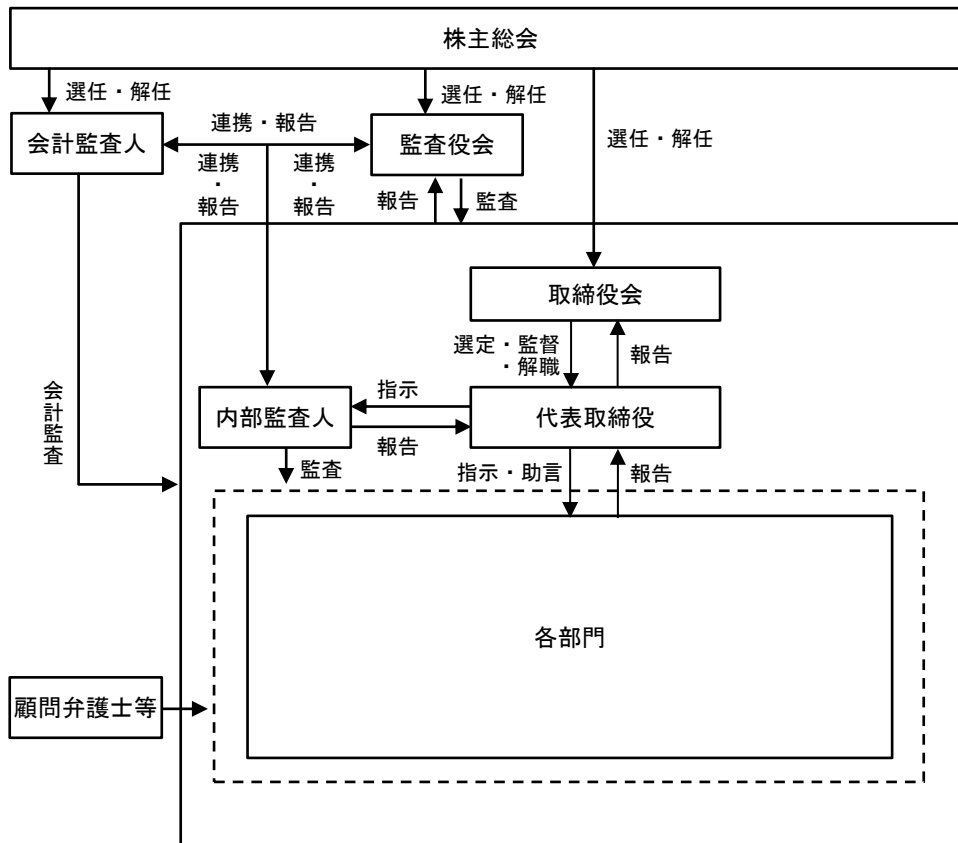 株主総会
選任・解任
選任・解任
選任・解任
会計監査人
連携・報告
監査役会
連携
・
報告
連携
・
報告
報告
監査
取締役会
選定・監督
・解職
報告
会計監査
内部監査人
指示
報告
代表取締役
監査
指示・助言
報告
各部門
顧問弁護士等